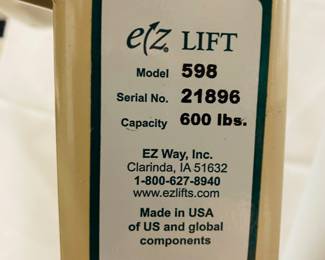 e/z® LIFT
Model 598
Serial No. 21896
Capacity 600 lbs.
EZ Way, Inc.
Clarinda, IA 51632
1-800-627-8940
www.ezlifts.com
Made in USA
of US and global
components